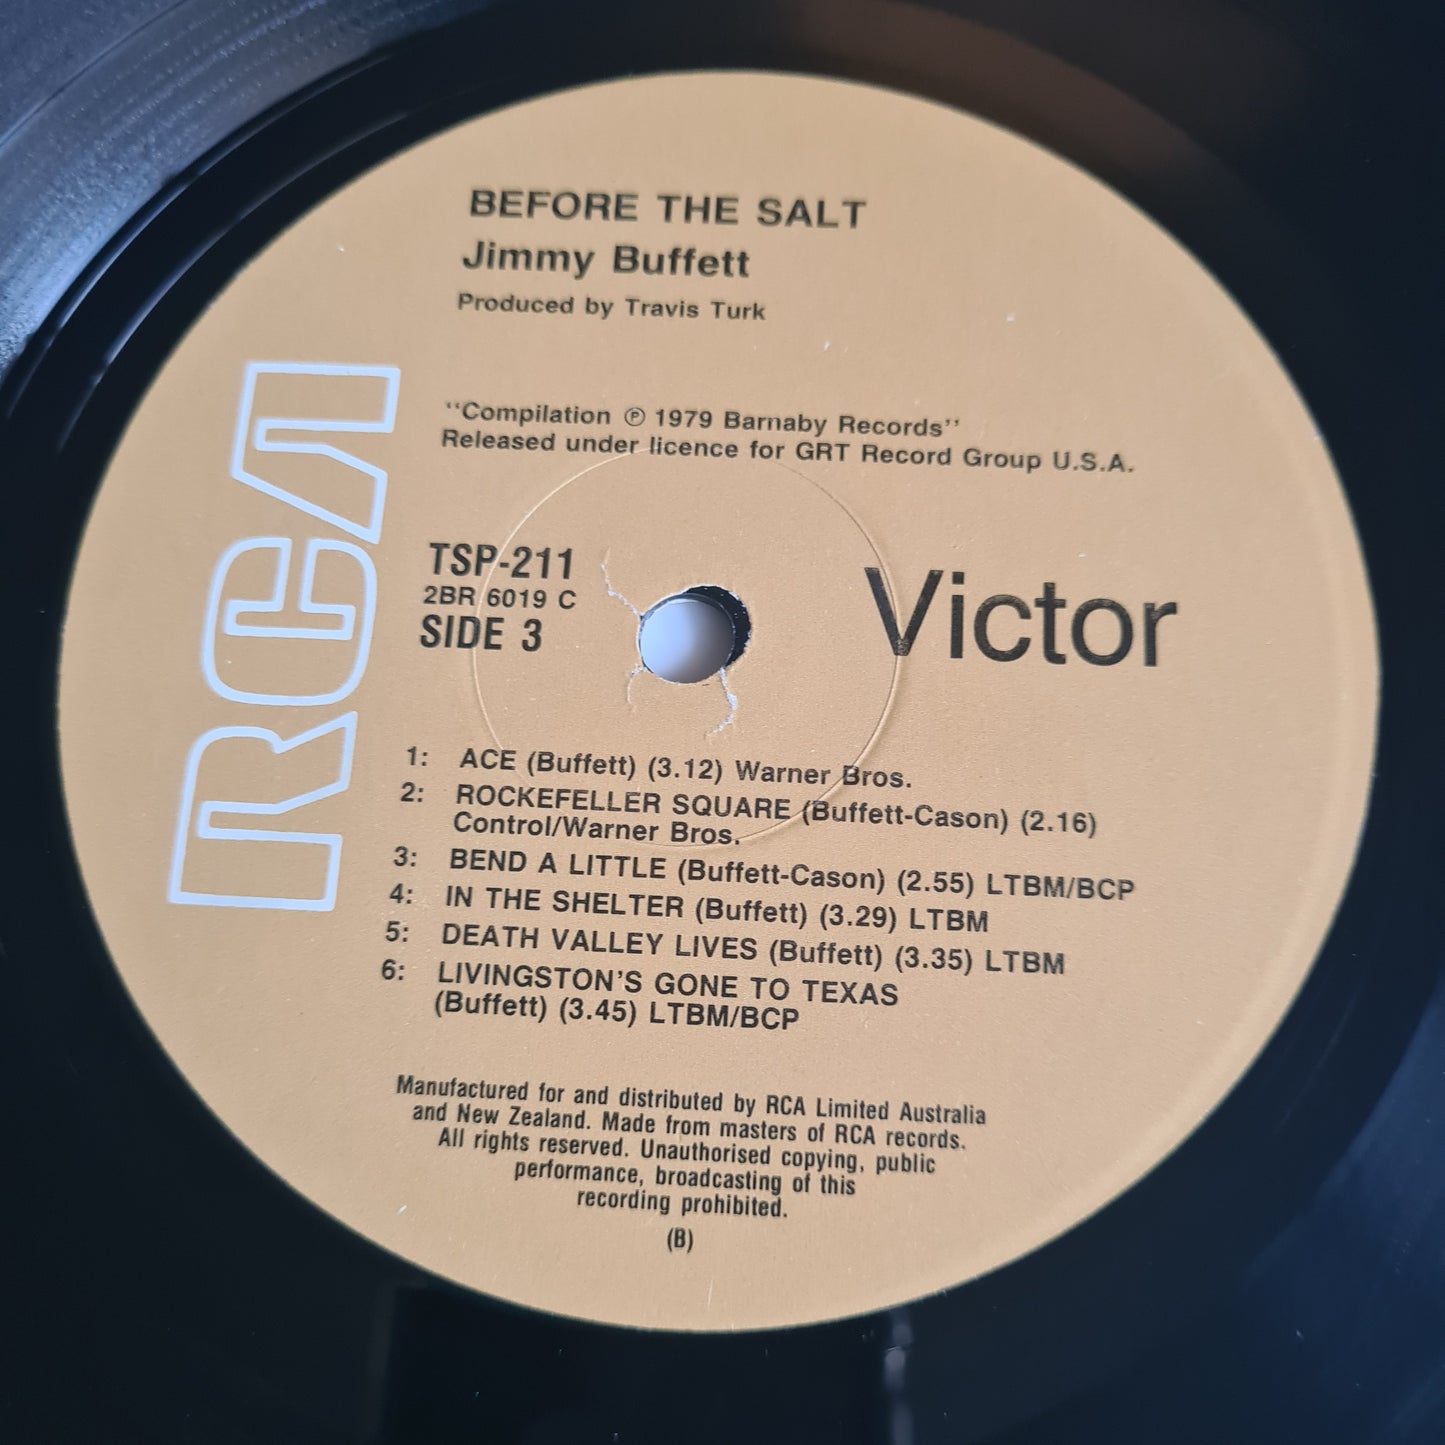 BEFORE THE SALT
Jimmy Buffett
Produced by Travis Turk
"Compilation ℗ 1979 Barnaby Records"
Released under licence for GRT Record Group U.S.A.
RCA
TSP-211
2BR 6019 C
SIDE 3
Victor
1: ACE (Buffett) (3.12) Warner Bros.
2: ROCKEFELLER SQUARE (Buffett-Cason) (2.16)
Control/Warner Bros.
3: BEND A LITTLE (Buffett-Cason) (2.55) LTBM/BCP
4: IN THE SHELTER (Buffett) (3.29) LTBM
5: DEATH VALLEY LIVES (Buffett) (3.35) LTBM
6: LIVINGSTON'S GONE TO TEXAS
(Buffett) (3.45) LTBM/BCP
Manufactured for and distributed by RCA Limited Australia
and New Zealand. Made from masters of RCA records.
All rights reserved. Unauthorised copying, public
performance, broadcasting of this
recording prohibited.
(B)